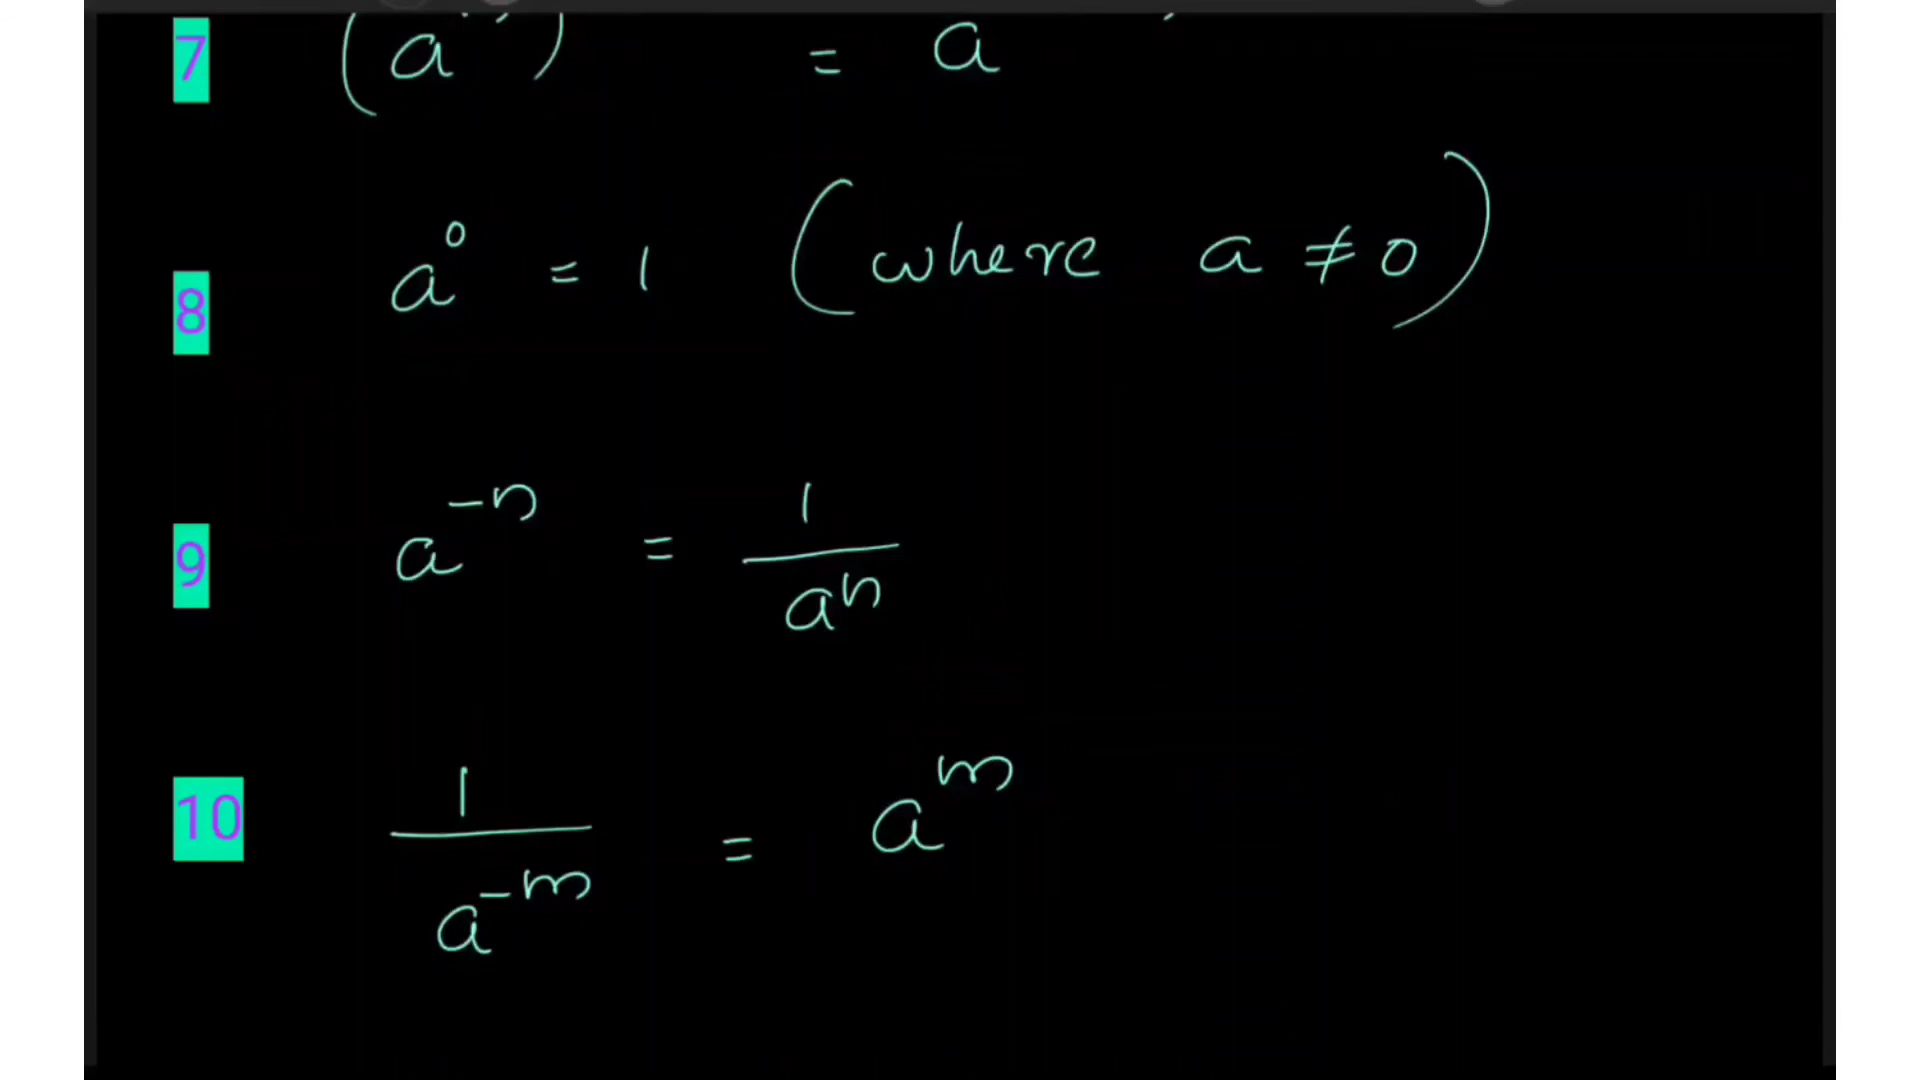 7 (a ) = a
8 a⁰ = 1 (where a ≠ 0)
9 a⁻ⁿ = 1/aⁿ
10 1/a⁻ᵐ = aᵐ